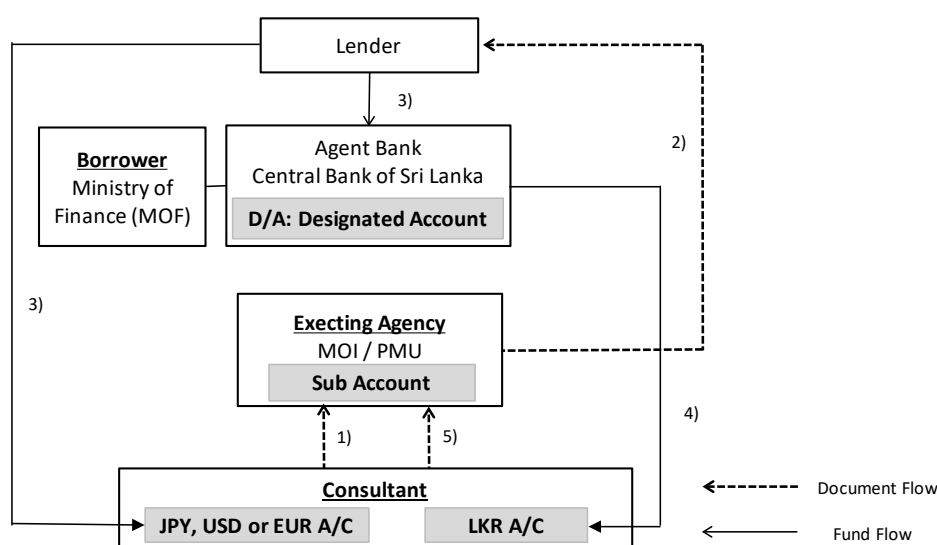 Lender
3)
2)
Borrower
Ministry of
Finance (MOF)
Agent Bank
Central Bank of Sri Lanka
D/A: Designated Account
3)
Execting Agency
MOI / PMU
Sub Account
4)
1)
5)
Consultant
JPY, USD or EUR A/C
LKR A/C
Document Flow
Fund Flow